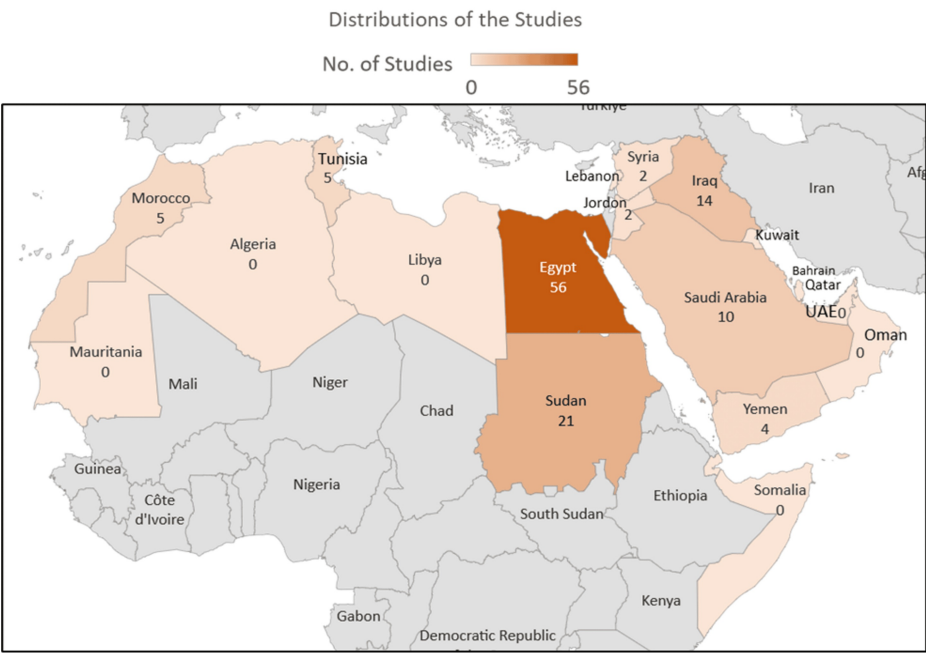 Distributions of the Studies
No. of Studies
0
56
Türkiye
Tunisia
5
Syria
2
Lebanon
Iraq
14
Iran
Morocco
5
Jordon
2
Algeria
0
Libya
0
Egypt
56
Kuwait
Bahrain
Qatar
Saudi Arabia
10
UAE0
Oman
0
Mauritania
0
Mali
Niger
Chad
Sudan
21
Yemen
4
Guinea
Côte
d'Ivoire
Nigeria
South Sudan
Ethiopia
Somalia
0
Gabon
Kenya
Democratic Republic